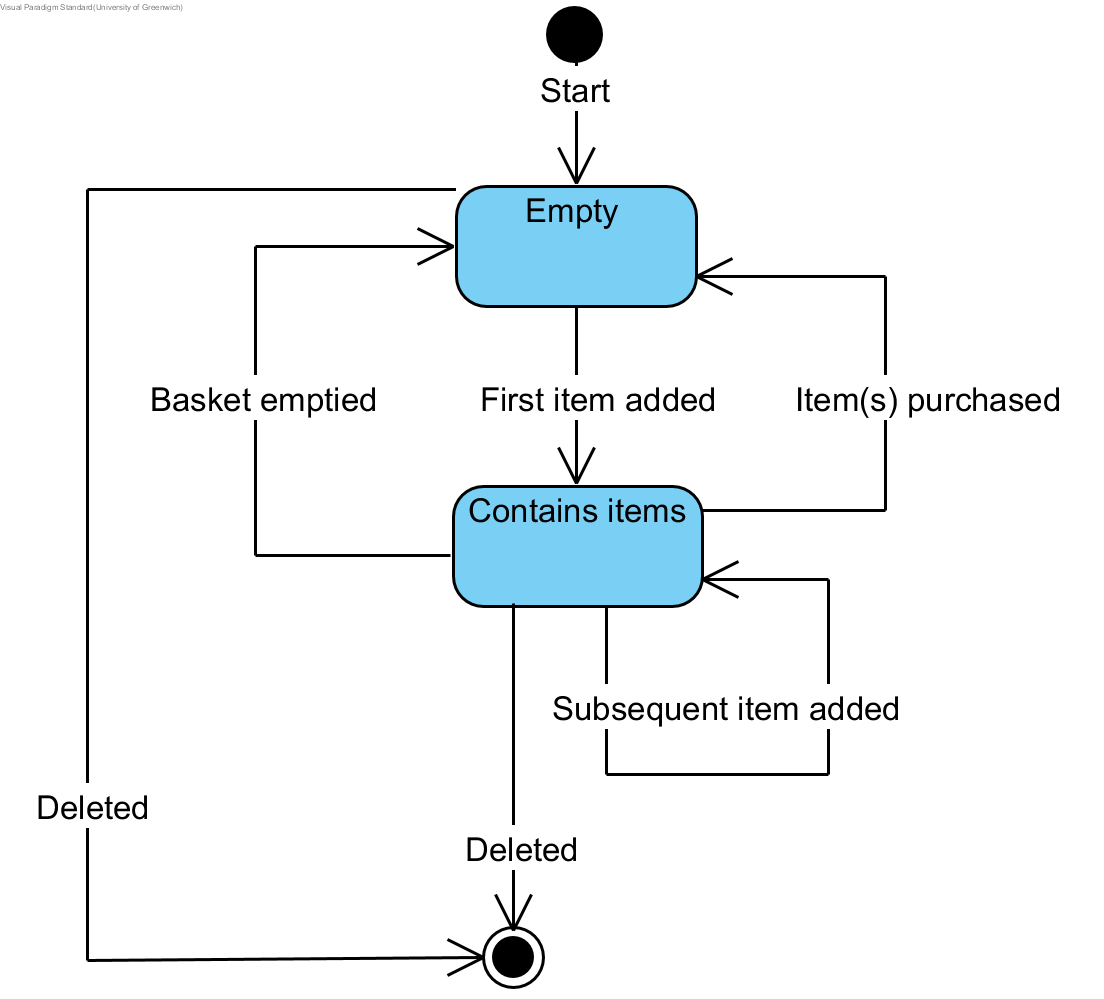 Visual Paradigm Standard(University of Greenwich)
Start
Empty
Basket emptied
First item added
Item(s) purchased
Contains items
Subsequent item added
Deleted
Deleted